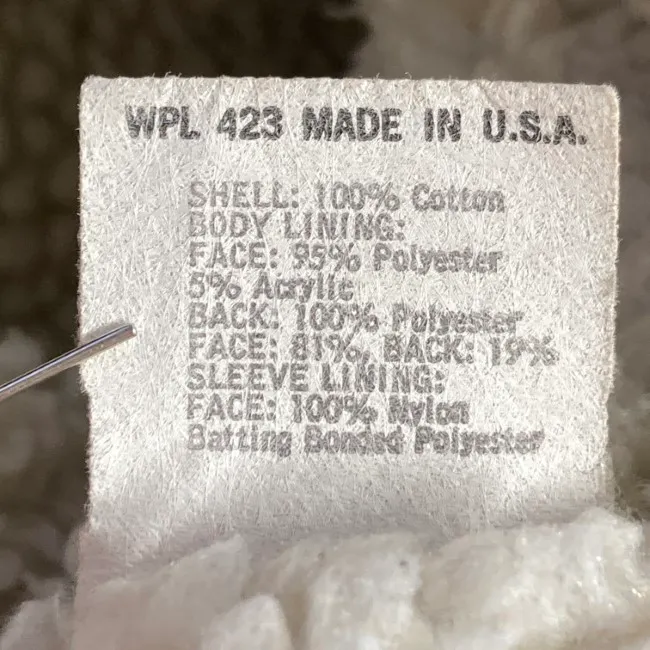 WPL 423 MADE IN U.S.A.
SHELL: 100% Cotton
BODY LINING:
FACE: 95% Polyester
5% Acrylic
BACK: 100% Polyester
FACE: 81%, BACK: 19%
SLEEVE LINING:
FACE: 100% Nylon
Batting Bonded Polyester